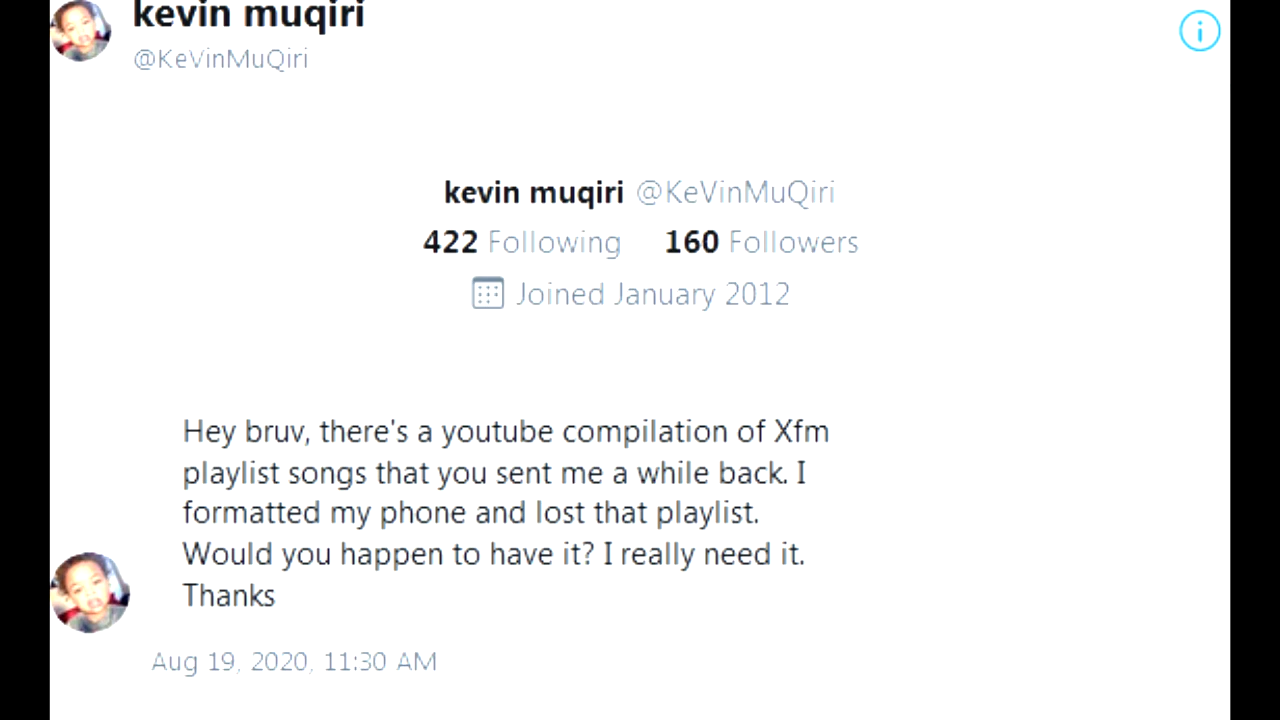 kevin muqiri
@KeVinMuQiri
kevin muqiri @KeVinMuQiri
422 Following 160 Followers
Joined January 2012
Hey bruv, there's a youtube compilation of Xfm
playlist songs that you sent me a while back. I
formatted my phone and lost that playlist.
Would you happen to have it? I really need it.
Thanks
Aug 19, 2020, 11:30 AM